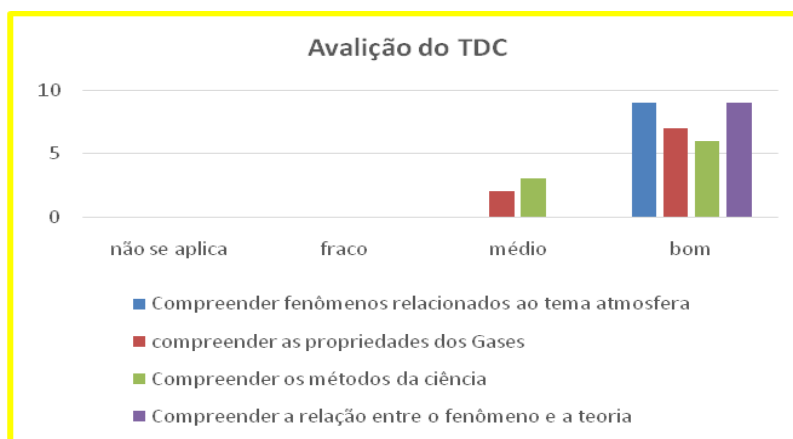 Avalição do TDC
10
5
0
não se aplica fraco médio bom
Compreender fenômenos relacionados ao tema atmosfera
compreender as propriedades dos Gases
Compreender os métodos da ciência
Compreender a relação entre o fenômeno e a teoria